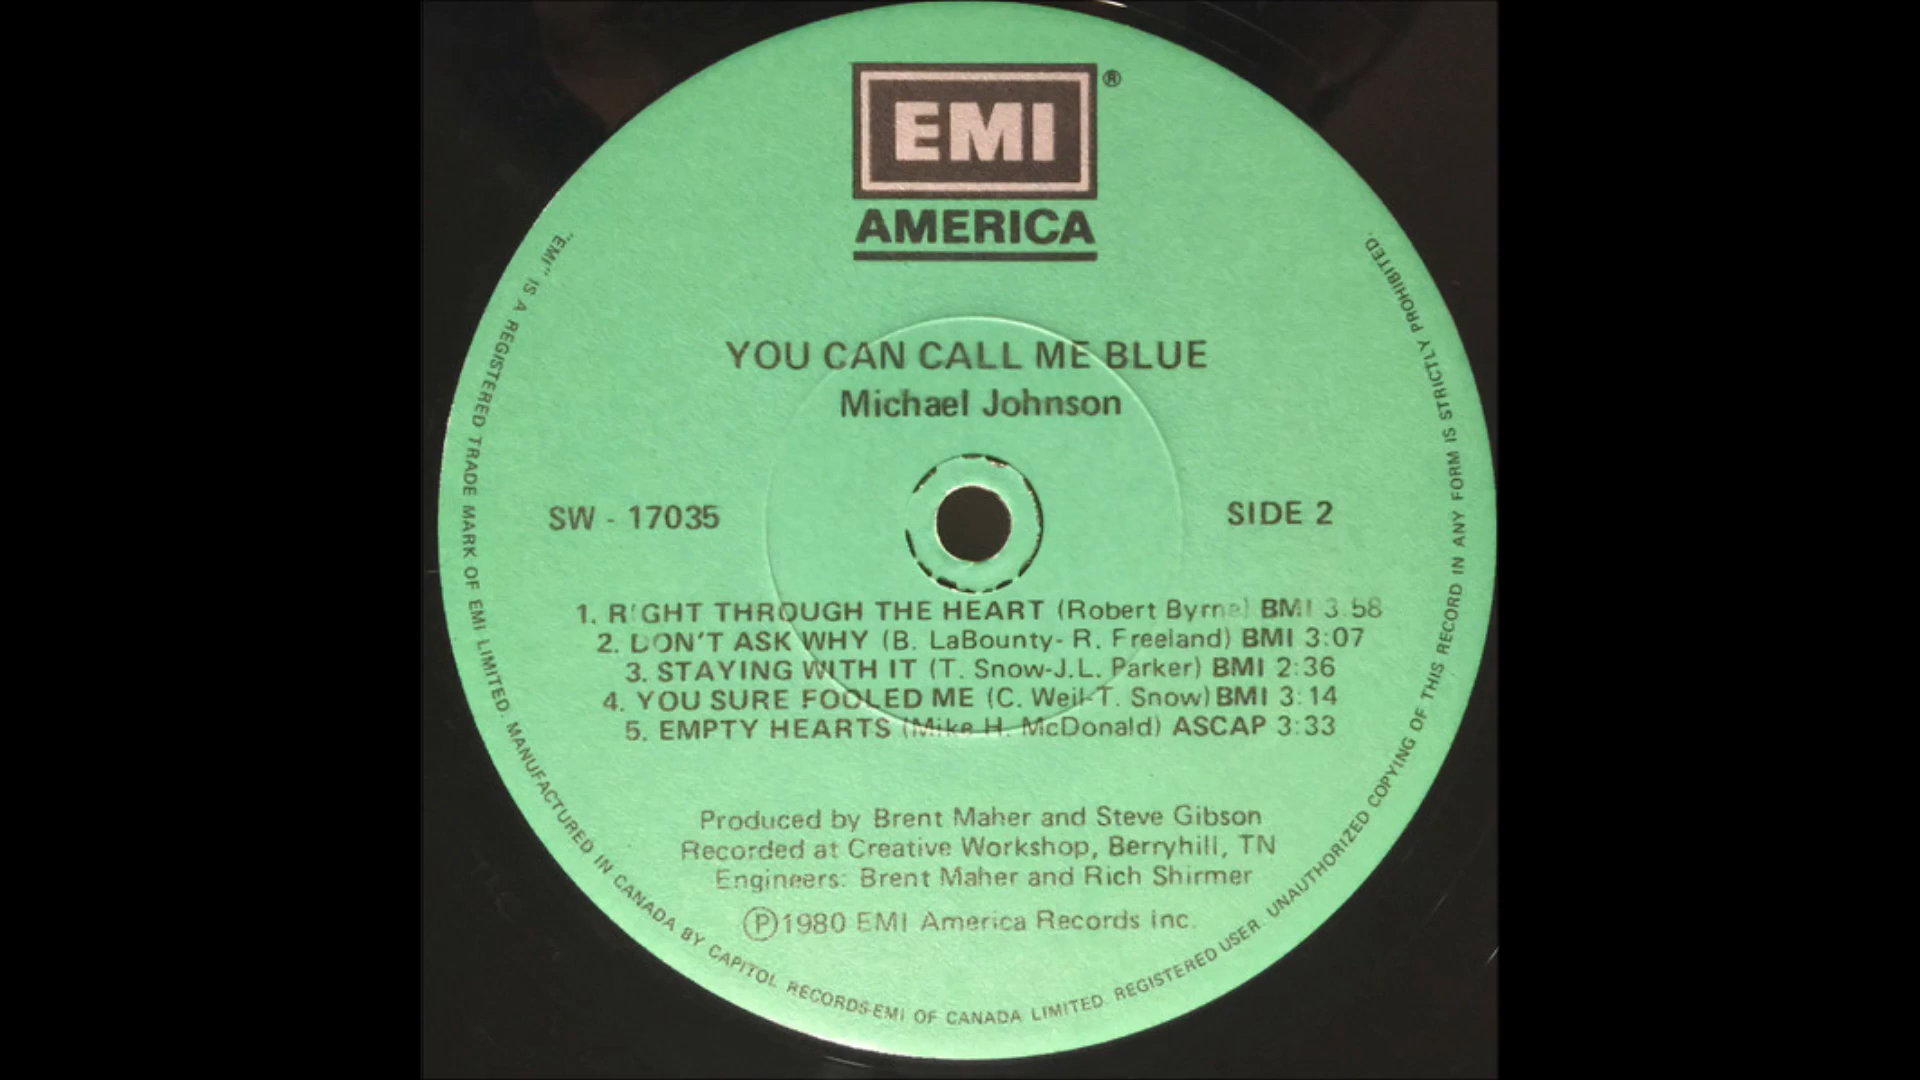 EMI®
AMERICA
YOU CAN CALL ME BLUE
Michael Johnson
SW - 17035
SIDE 2
1. RIGHT THROUGH THE HEART (Robert Byrne) BMI 3:58
2. DON'T ASK WHY (B. LaBounty- R. Freeland) BMI 3:07
3. STAYING WITH IT (T. Snow-J.L. Parker) BMI 2:36
4. YOU SURE FOOLED ME (C. Weil-T. Snow) BMI 3:14
5. EMPTY HEARTS (Mike H. McDonald) ASCAP 3:33
Produced by Brent Maher and Steve Gibson
Recorded at Creative Workshop, Berryhill, TN
Engineers: Brent Maher and Rich Shirmer
Ⓟ1980 EMI America Records Inc.
"EMI" IS A REGISTERED TRADE MARK OF EMI LIMITED. MANUFACTURED IN CANADA BY CAPITOL RECORDS-EMI OF CANADA LIMITED. REGISTERED USER. UNAUTHORIZED COPYING OF THIS RECORD IN ANY FORM IS STRICTLY PROHIBITED.